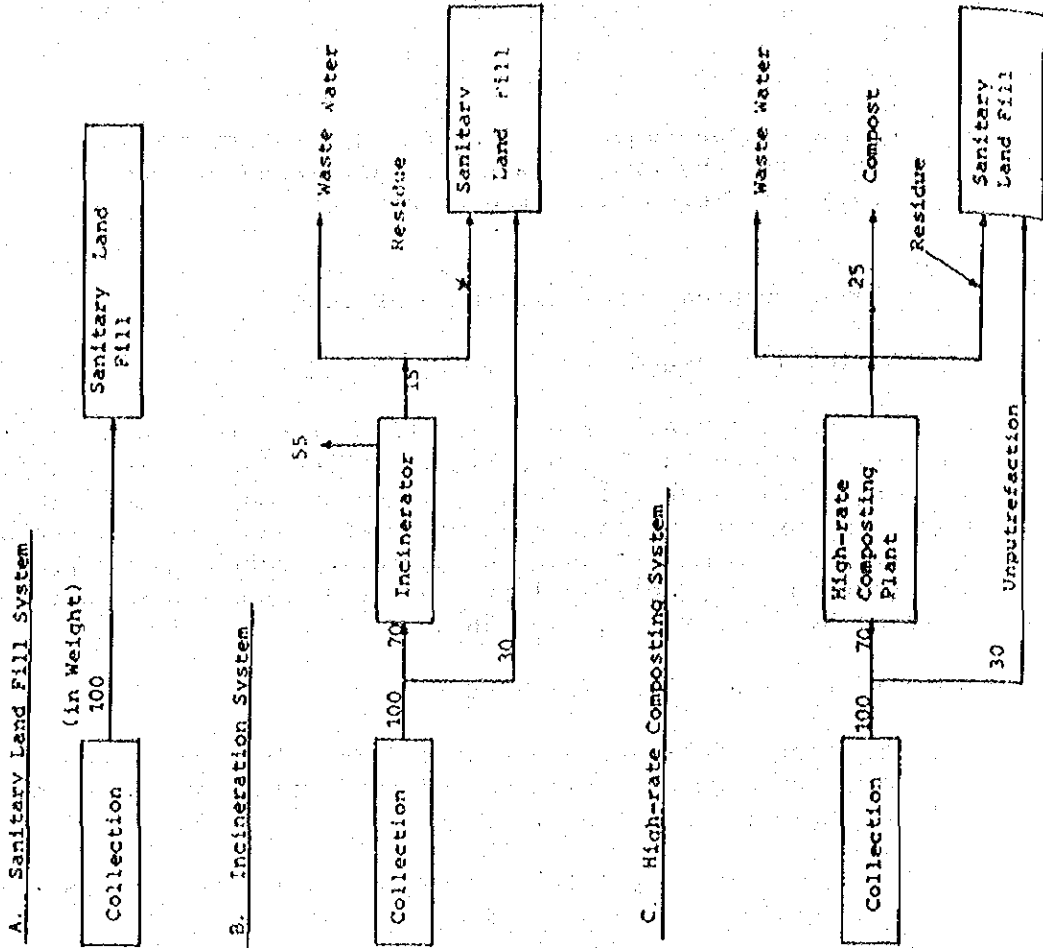 A. Sanitary Land Fill System
(in Weight)
Collection
100
Sanitary Land
Fill
B. Incineration System
Collection
100
70
30
Incinerator
55
15
Waste Water
Residue
Sanitary
Land Fill
C. High-rate Composting System
Collection
100
70
30
High-rate
Composting
Plant
Unputrefaction
25
Waste Water
Compost
Residue
Sanitary
Land Fill